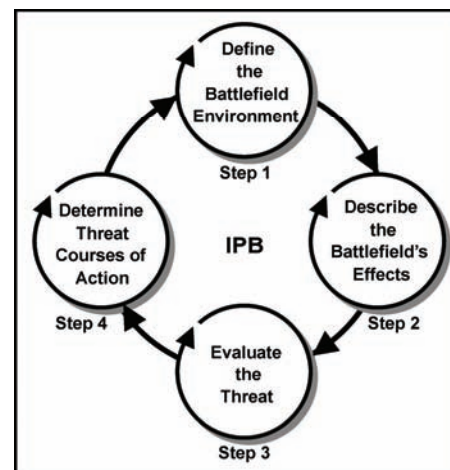 Define
the
Battlefield
Environment
Step 1
Describe
the
Battlefield's
Effects
Step 2
Evaluate
the
Threat
Step 3
Determine
Threat
Courses of
Action
Step 4
IPB